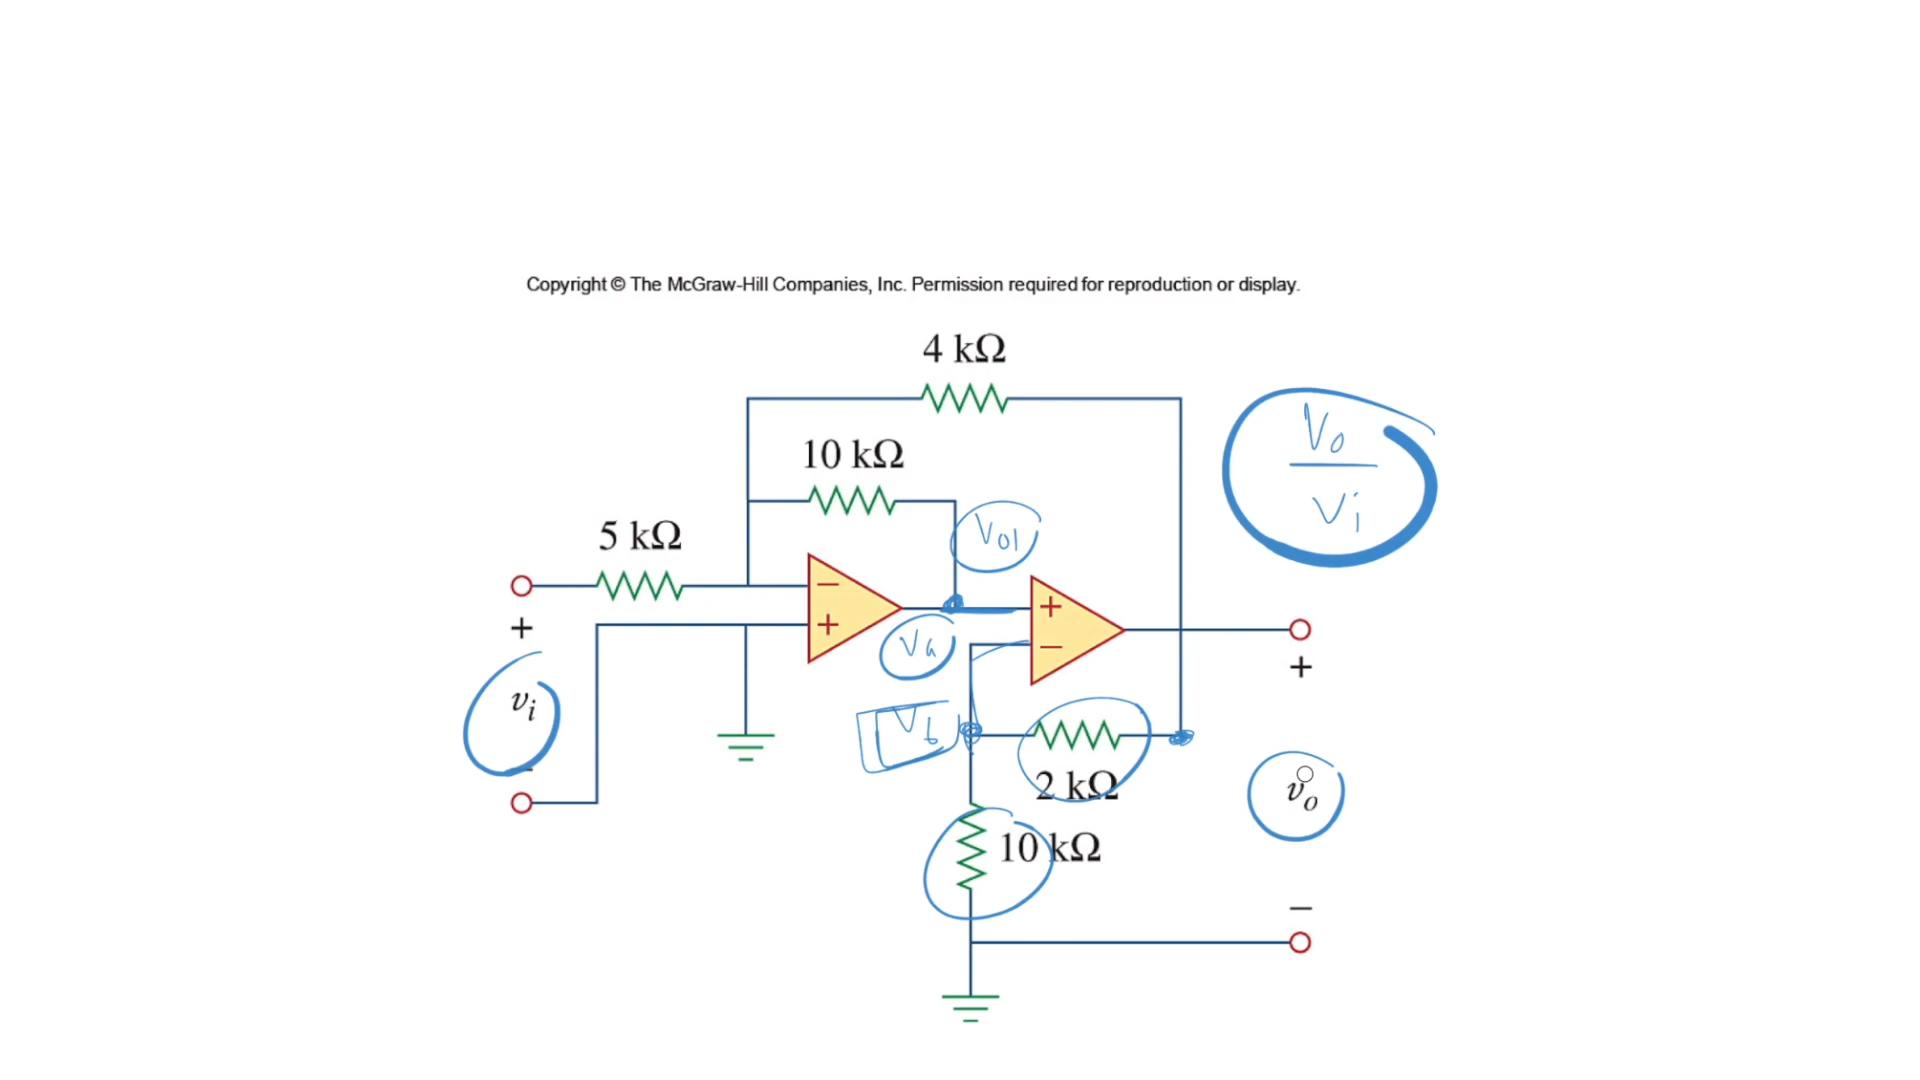 Copyright © The McGraw-Hill Companies, Inc. Permission required for reproduction or display.
4 kΩ
10 kΩ
Vo
Vi
5 kΩ
Vo1
−
+
+
−
Va
+
+
vi
Vb
−
2 kΩ
vo
10 kΩ
−